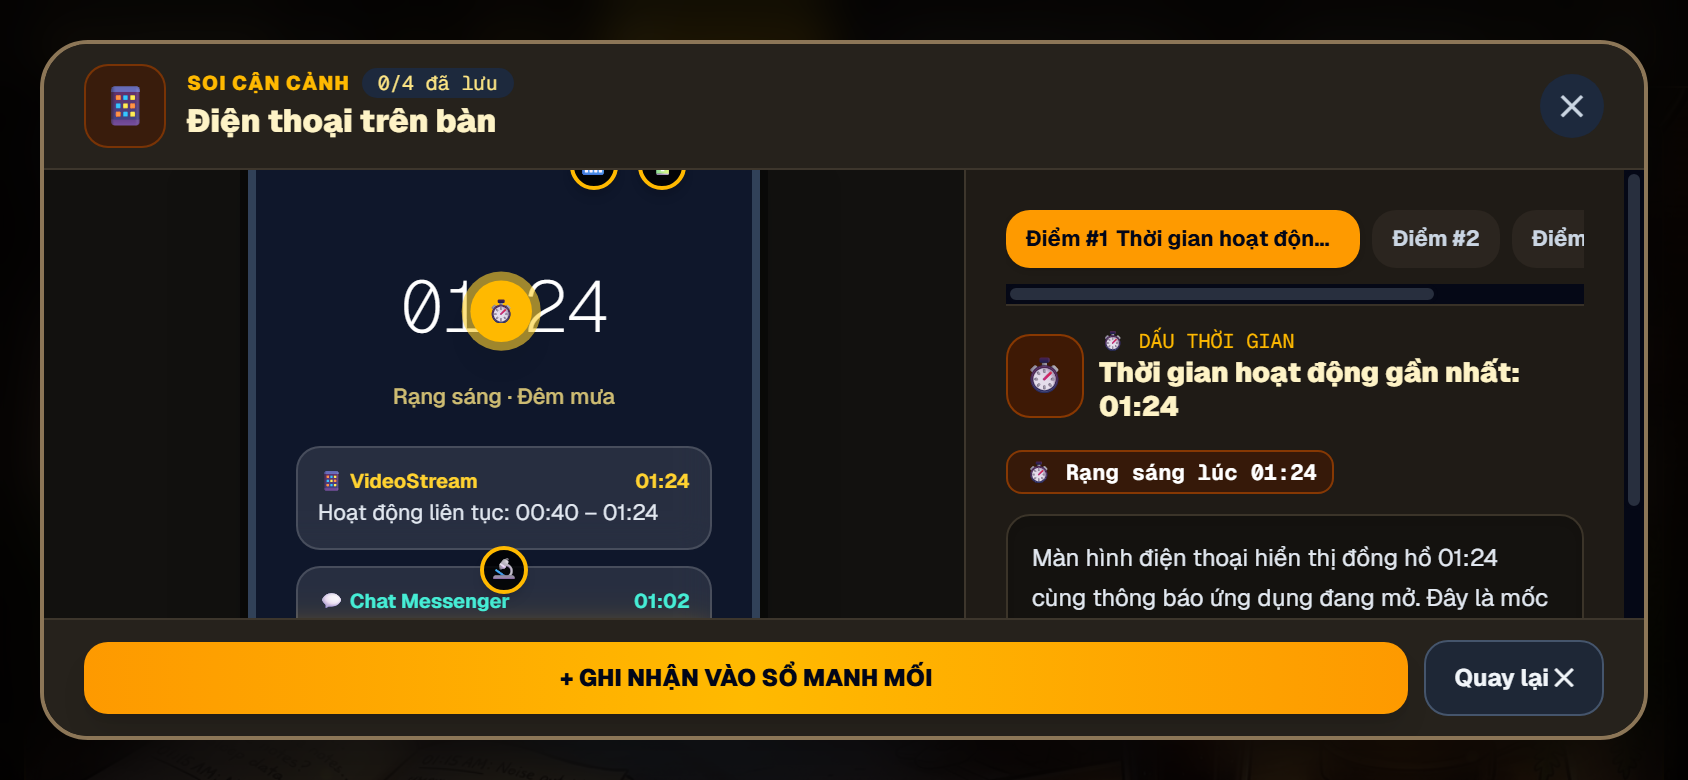 SOI CẬN CẢNH 0/4 đã lưu
Điện thoại trên bàn
01:24
Rạng sáng · Đêm mưa
VideoStream 01:24
Hoạt động liên tục: 00:40 – 01:24
Chat Messenger 01:02
Điểm #1 Thời gian hoạt độn... Điểm #2 Điểm
DẤU THỜI GIAN
Thời gian hoạt động gần nhất:
01:24
Rạng sáng lúc 01:24
Màn hình điện thoại hiển thị đồng hồ 01:24
cùng thông báo ứng dụng đang mở. Đây là mốc
+ GHI NHẬN VÀO SỔ MANH MỐI
Quay lại